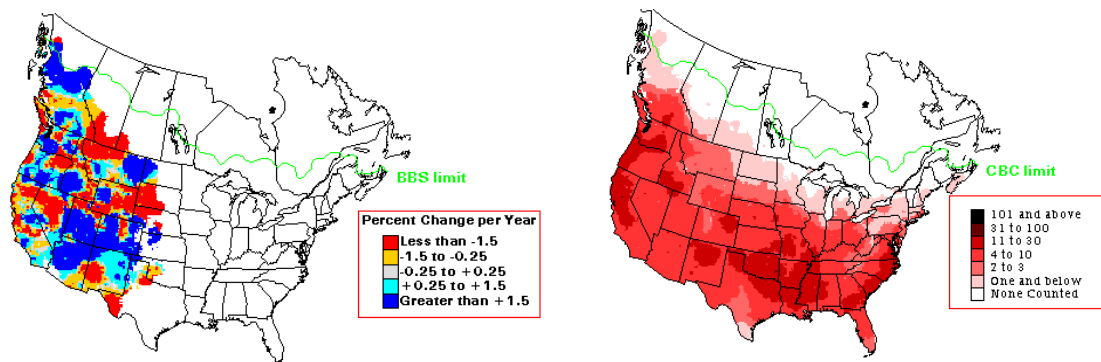 BBS limit
Percent Change per Year
Less than -1.5
-1.5 to -0.25
-0.25 to +0.25
+0.25 to +1.5
Greater than +1.5
CBC limit
101 and above
31 to 100
11 to 30
4 to 10
2 to 3
One and below
None Counted